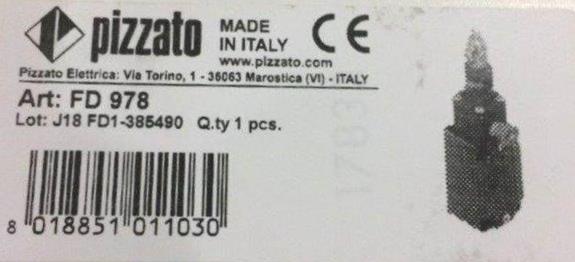 pizzato
MADE
IN ITALY
CE
www.pizzato.com
Pizzato Elettrica: Via Torino, 1 - 36063 Marostica (VI) - ITALY
Art: FD 978
Lot: J18 FD1-385490 Q.ty 1 pcs.
8 018851 011030